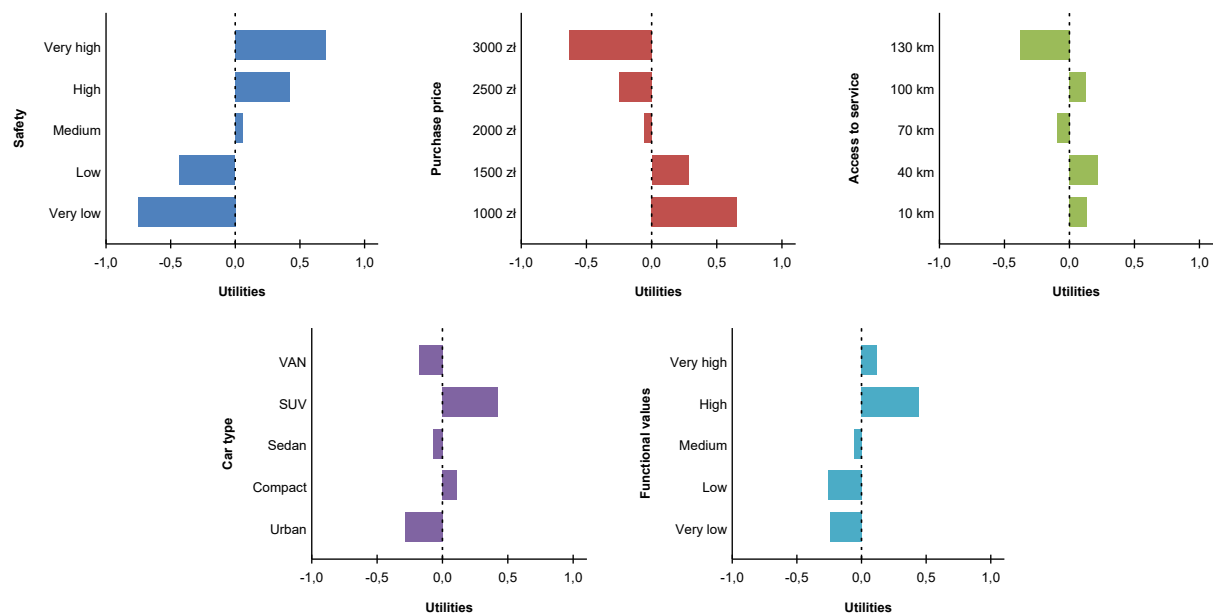 Safety
Very high
High
Medium
Low
Very low
-1,0 -0,5 0,0 0,5 1,0
Utilities
Purchase price
3000 zł
2500 zł
2000 zł
1500 zł
1000 zł
-1,0 -0,5 0,0 0,5 1,0
Utilities
Access to service
130 km
100 km
70 km
40 km
10 km
-1,0 -0,5 0,0 0,5 1,0
Utilities
Car type
VAN
SUV
Sedan
Compact
Urban
-1,0 -0,5 0,0 0,5 1,0
Utilities
Functional values
Very high
High
Medium
Low
Very low
-1,0 -0,5 0,0 0,5 1,0
Utilities